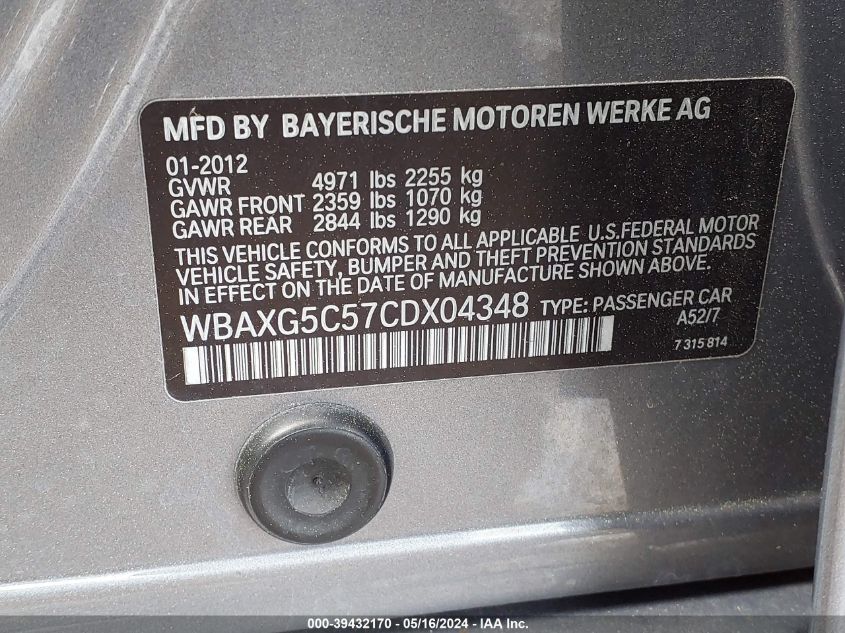 MFD BY BAYERISCHE MOTOREN WERKE AG
01-2012
GVWR 4971 lbs 2255 kg
GAWR FRONT 2359 lbs 1070 kg
GAWR REAR 2844 lbs 1290 kg
THIS VEHICLE CONFORMS TO ALL APPLICABLE U.S.FEDERAL MOTOR
VEHICLE SAFETY, BUMPER AND THEFT PREVENTION STANDARDS
IN EFFECT ON THE DATE OF MANUFACTURE SHOWN ABOVE.
WBAXG5C57CDX04348 TYPE: PASSENGER CAR
A52/7
7 315 814
000-39432170 - 05/16/2024 - IAA Inc.